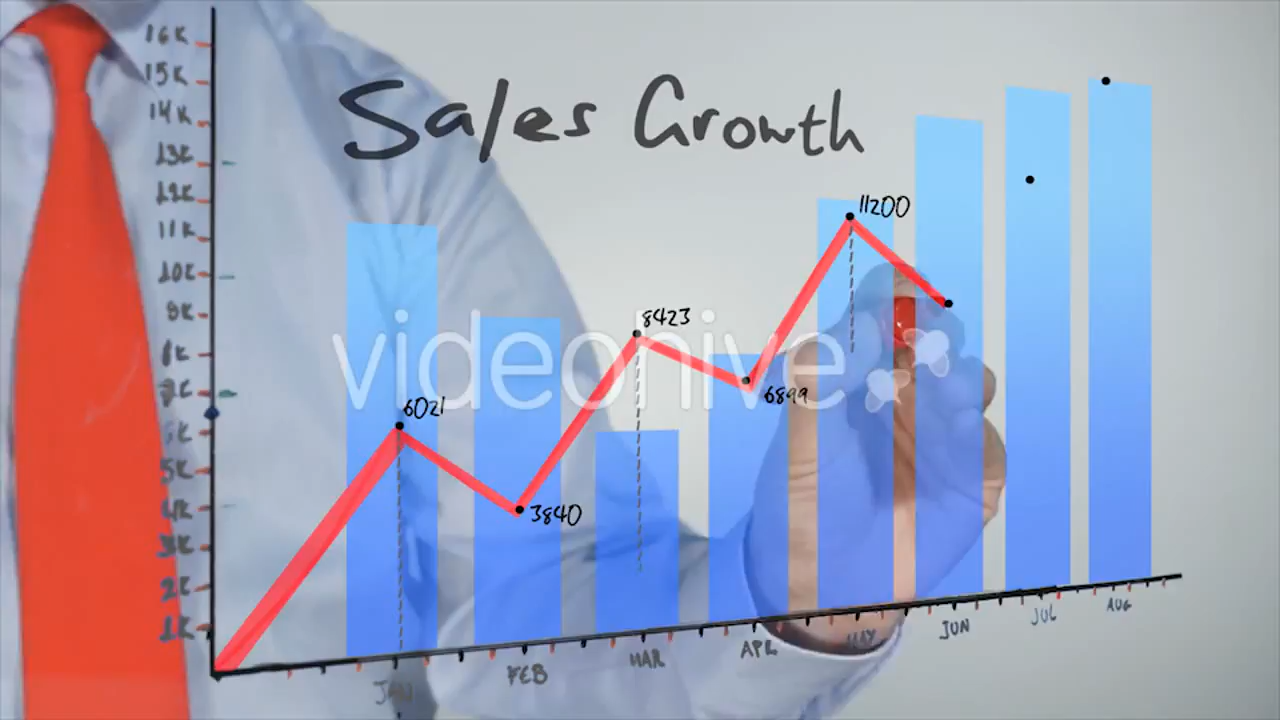 Sales Growth
16K
15K
14K
13K
12K
11K
10K
9K
8K
7K
6K
5K
4K
3K
2K
1K
11200
8423
videohive
6021
6899
3840
JAN
FEB
MAR
APR
MAY
JUN
JUL
AUG